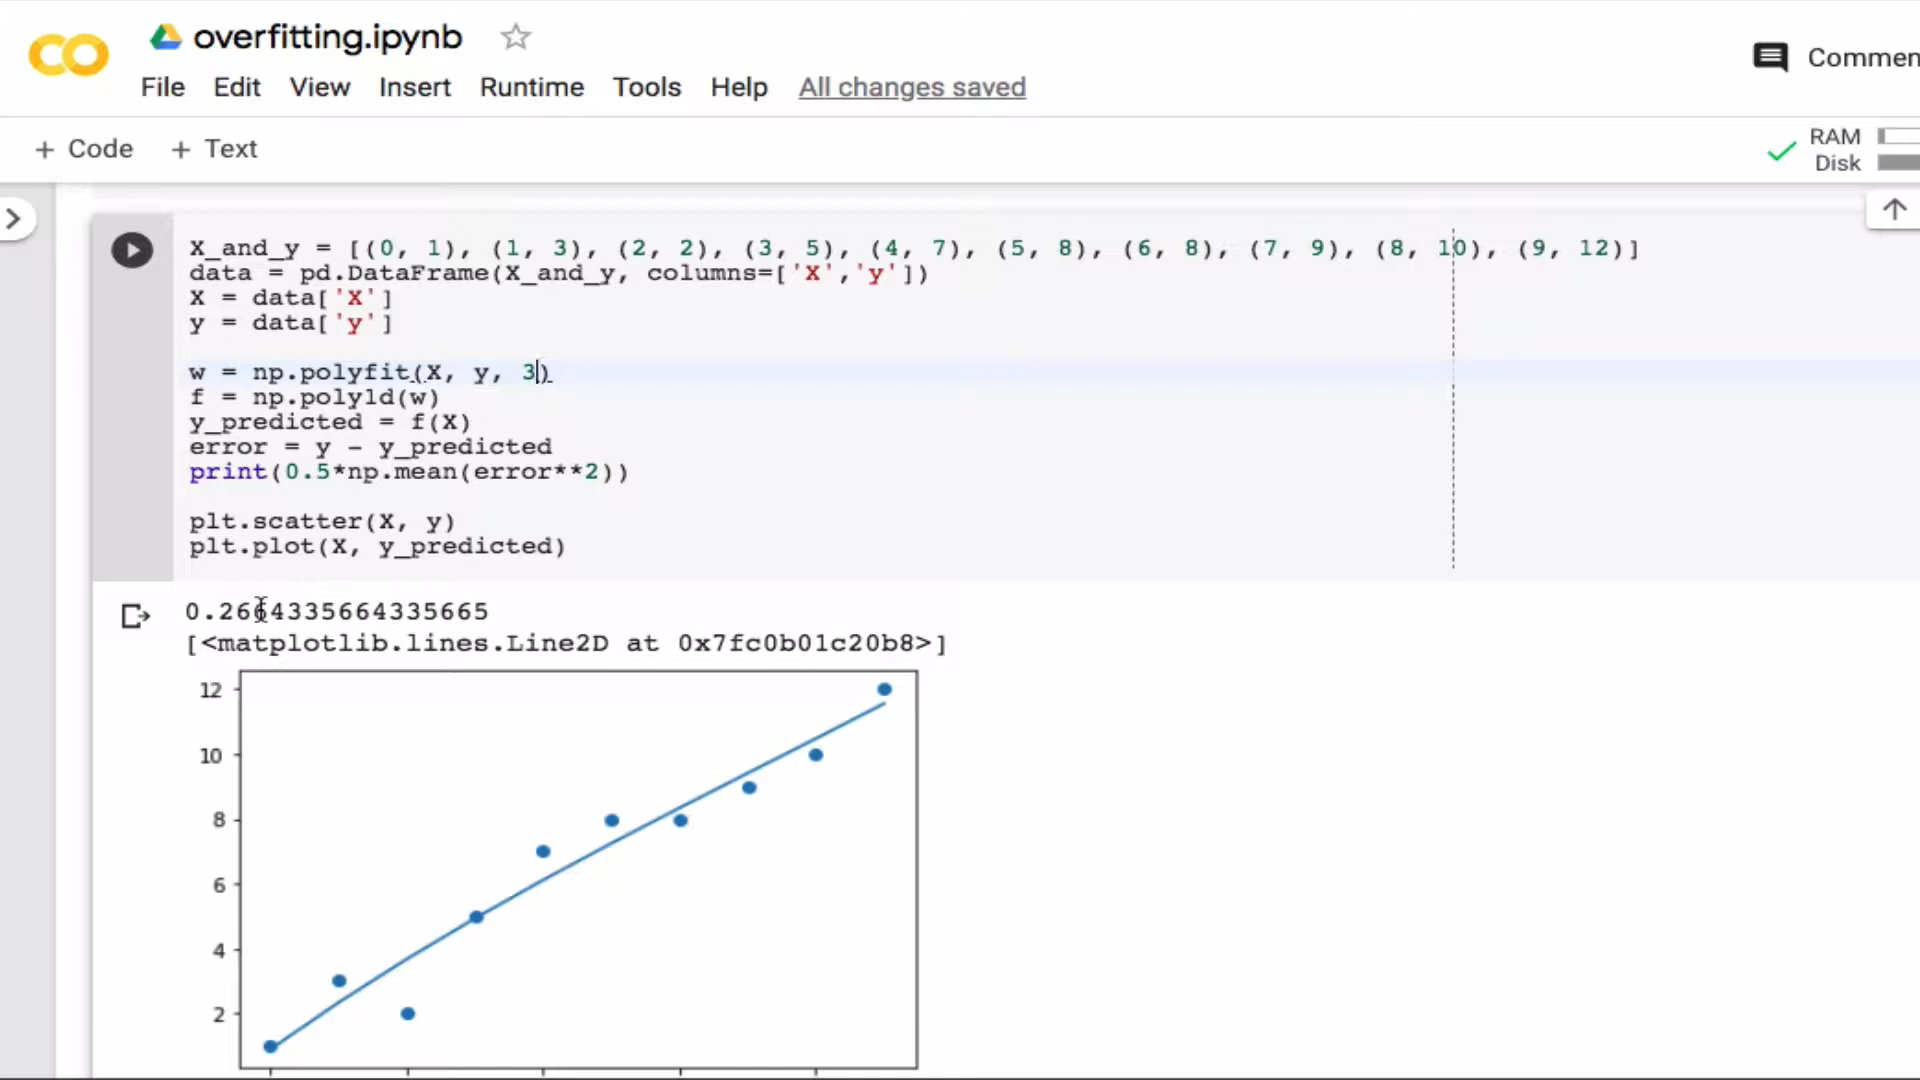 overfitting.ipynb
Commen
File Edit View Insert Runtime Tools Help All changes saved
+ Code + Text
RAM
Disk
X_and_y = [(0, 1), (1, 3), (2, 2), (3, 5), (4, 7), (5, 8), (6, 8), (7, 9), (8, 10), (9, 12)]
data = pd.DataFrame(X_and_y, columns=['X','y'])
X = data['X']
y = data['y']
w = np.polyfit(X, y, 3)
f = np.poly1d(w)
y_predicted = f(X)
error = y - y_predicted
print(0.5*np.mean(error**2))
plt.scatter(X, y)
plt.plot(X, y_predicted)
0.2664335664335665
[<matplotlib.lines.Line2D at 0x7fc0b01c20b8>]
12
10
8
6
4
2